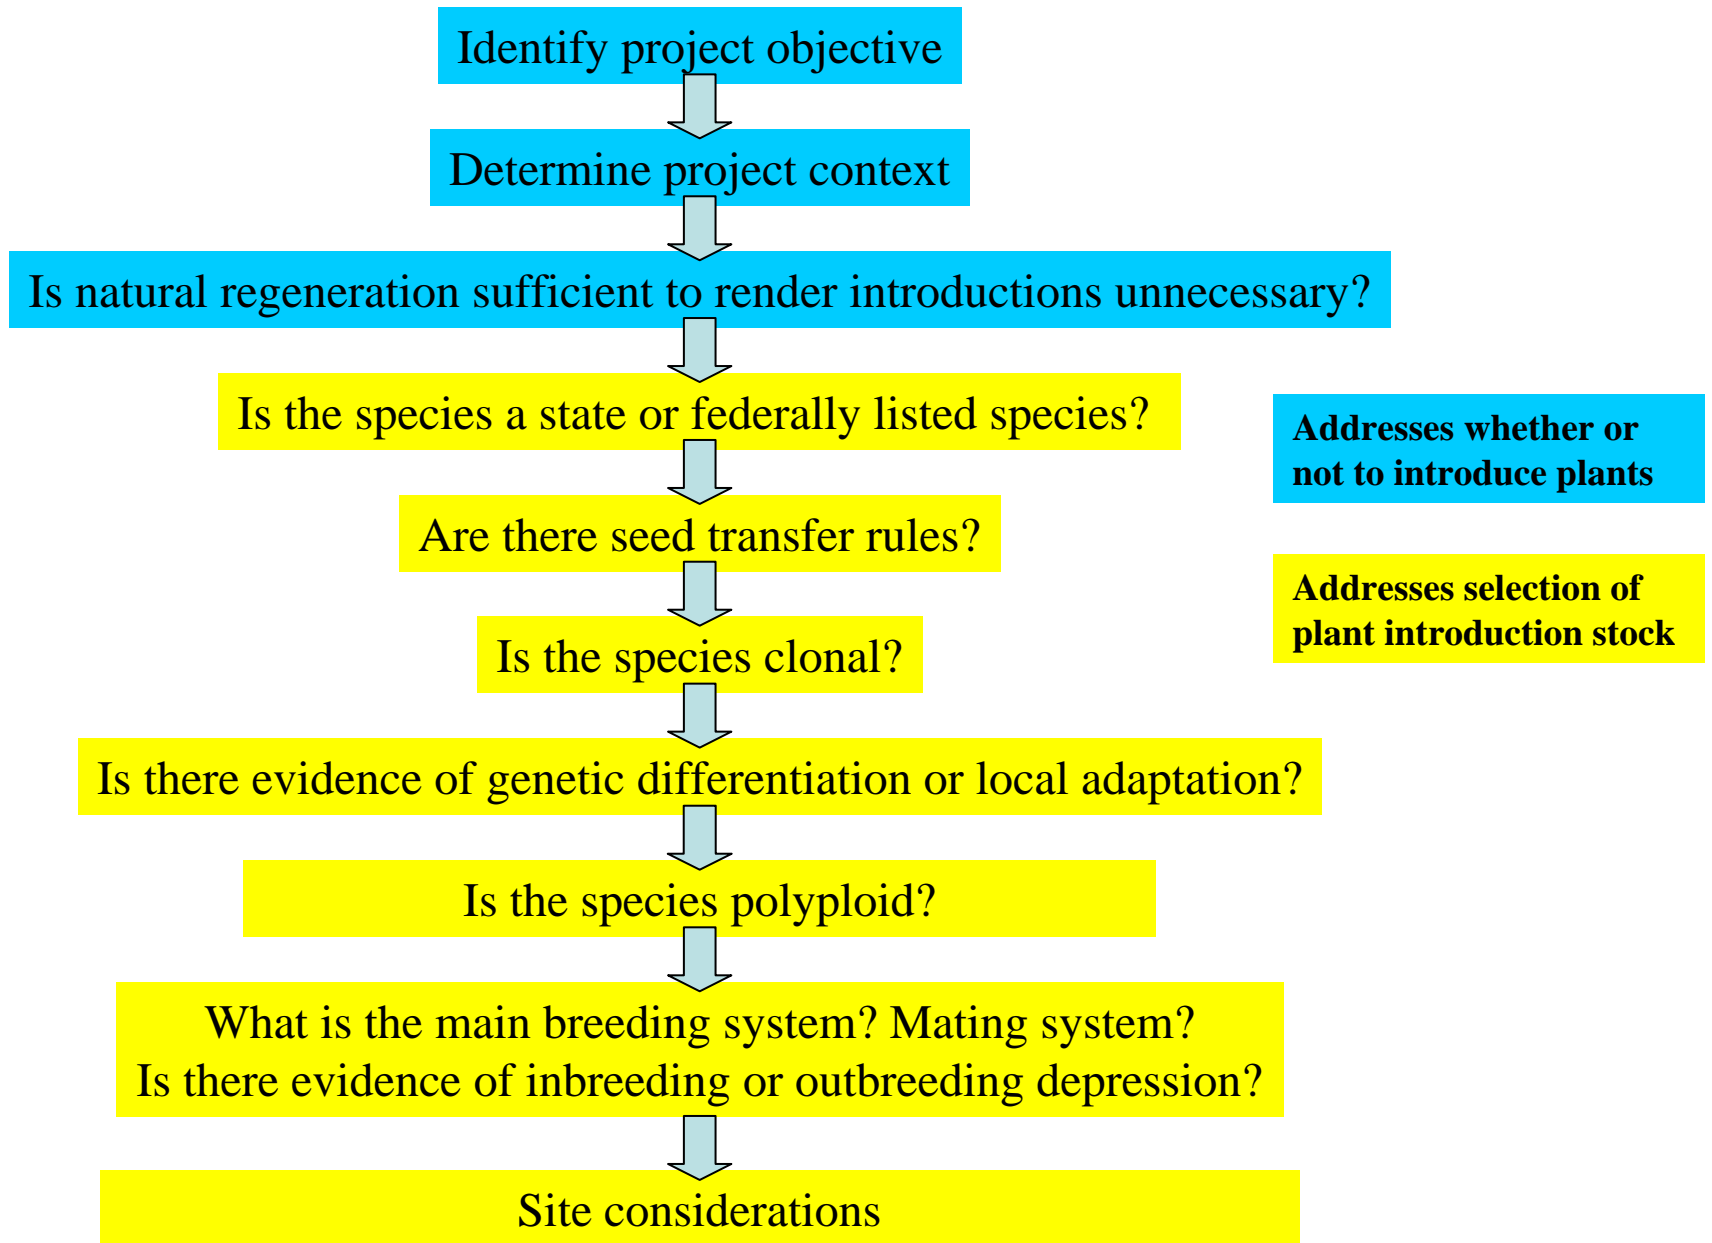 Identify project objective
Determine project context
Is natural regeneration sufficient to render introductions unnecessary?
Is the species a state or federally listed species?
Are there seed transfer rules?
Is the species clonal?
Is there evidence of genetic differentiation or local adaptation?
Is the species polyploid?
What is the main breeding system? Mating system?
Is there evidence of inbreeding or outbreeding depression?
Site considerations
Addresses whether or
not to introduce plants
Addresses selection of
plant introduction stock